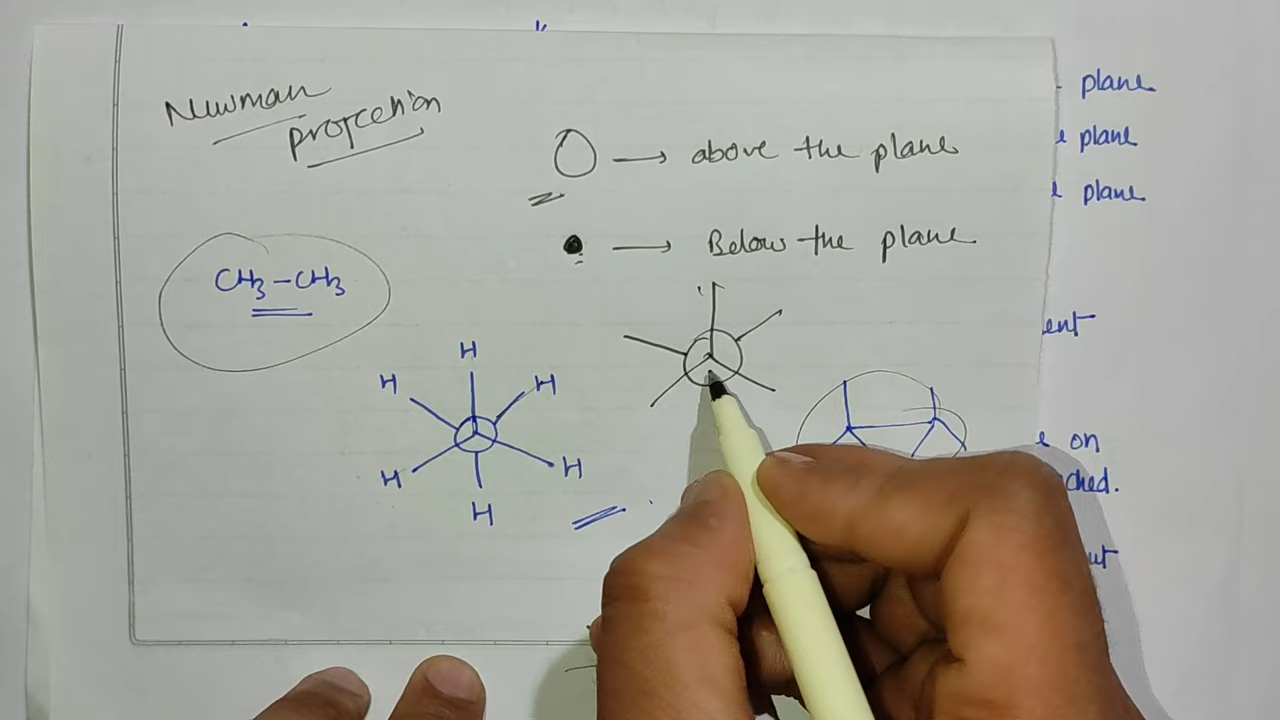 Newman
projection
O → above the plane
● → Below the plane
CH3-CH3
H
H
H
H
H
H
plane
plane
plane
ent
on
ched.
ut